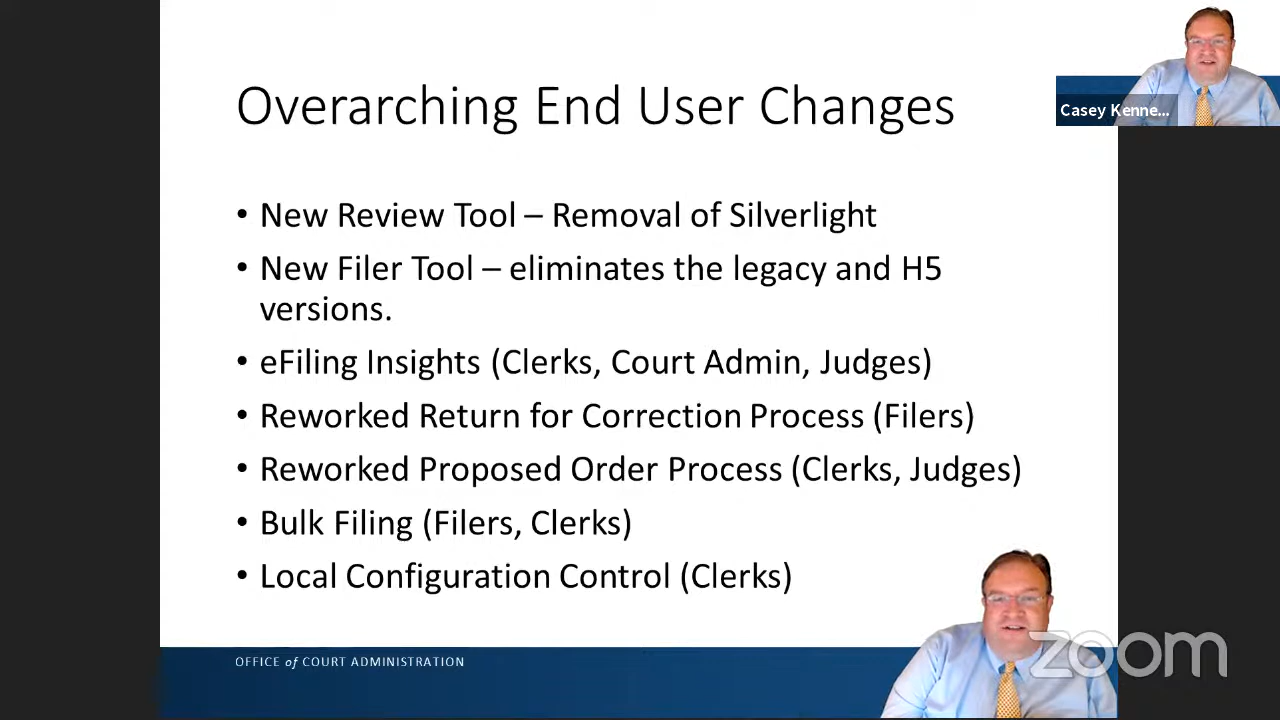 Overarching End User Changes
Casey Kenne...
• New Review Tool – Removal of Silverlight
• New Filer Tool – eliminates the legacy and H5
versions.
• eFiling Insights (Clerks, Court Admin, Judges)
• Reworked Return for Correction Process (Filers)
• Reworked Proposed Order Process (Clerks, Judges)
• Bulk Filing (Filers, Clerks)
• Local Configuration Control (Clerks)
OFFICE of COURT ADMINISTRATION
zoom